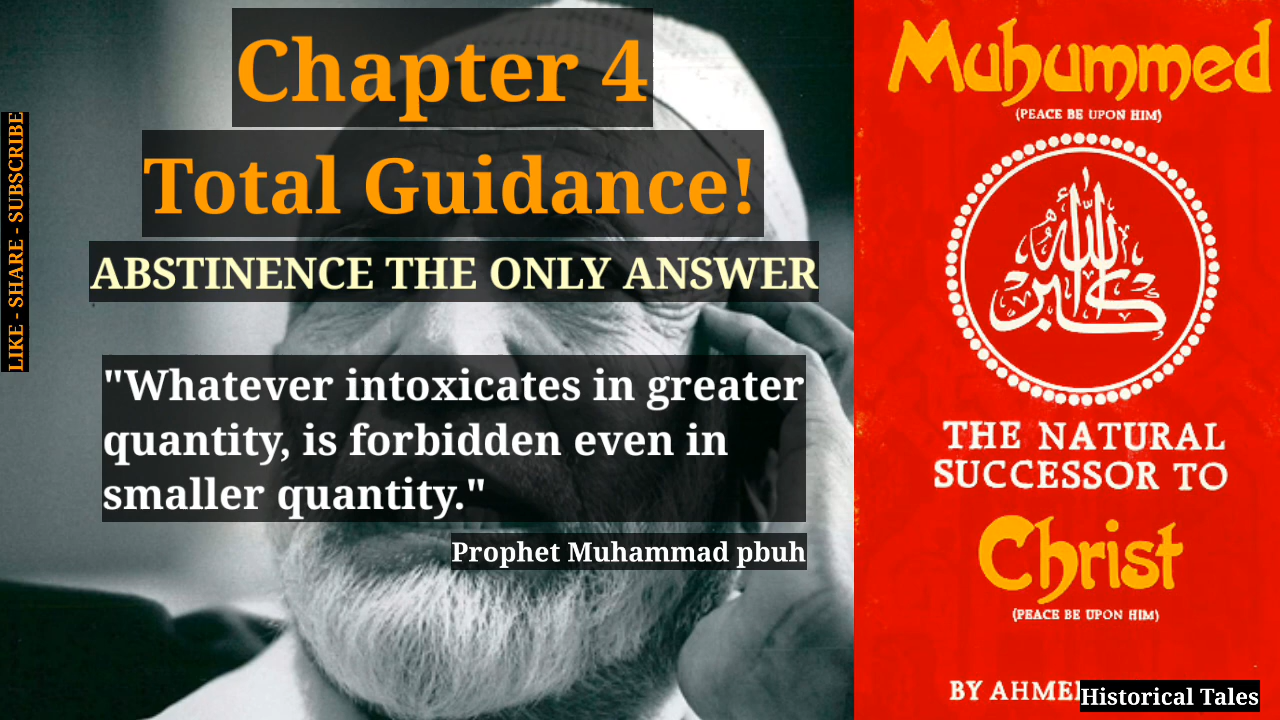 Chapter 4
Total Guidance!
ABSTINENCE THE ONLY ANSWER
"Whatever intoxicates in greater
quantity, is forbidden even in
smaller quantity."
Prophet Muhammad pbuh
LIKE - SHARE - SUBSCRIBE
Muhummed
(PEACE BE UPON HIM)
الله
اكبر
THE NATURAL
SUCCESSOR TO
Christ
(PEACE BE UPON HIM)
BY
Historical Tales